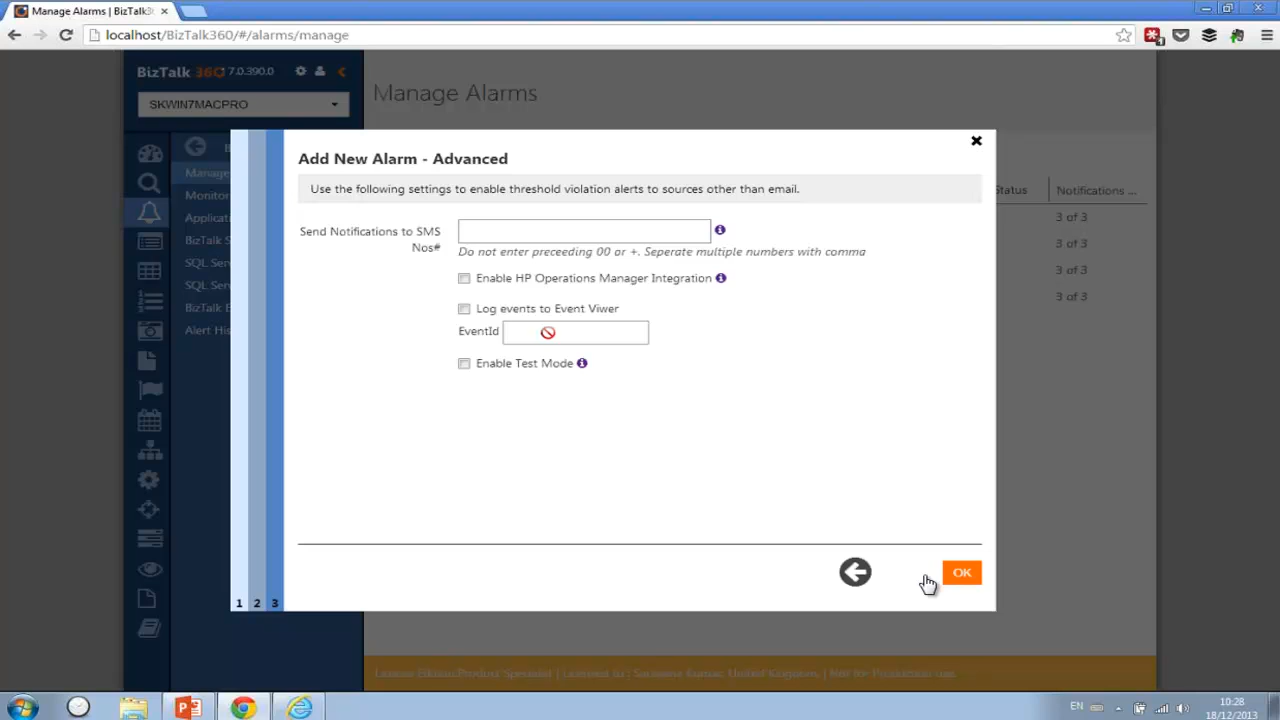 Manage Alarms | BizTalk3
localhost/BizTalk360/#/alarms/manage
BizTalk 360 7.0.390.0
SKWIN7MACPRO
Manage Alarms
Manage
Monitor
Applicat
BizTalk S
SQL Serv
SQL Serv
BizTalk E
Alert His
Status
Notifications ...
3 of 3
3 of 3
3 of 3
3 of 3
Add New Alarm - Advanced
Use the following settings to enable threshold violation alerts to sources other than email.
Send Notifications to SMS
Nos#
Do not enter preceeding 00 or +. Seperate multiple numbers with comma
Enable HP Operations Manager Integration
Log events to Event Viwer
EventId
Enable Test Mode
OK
1 2 3
EN
10:28
18/12/2013